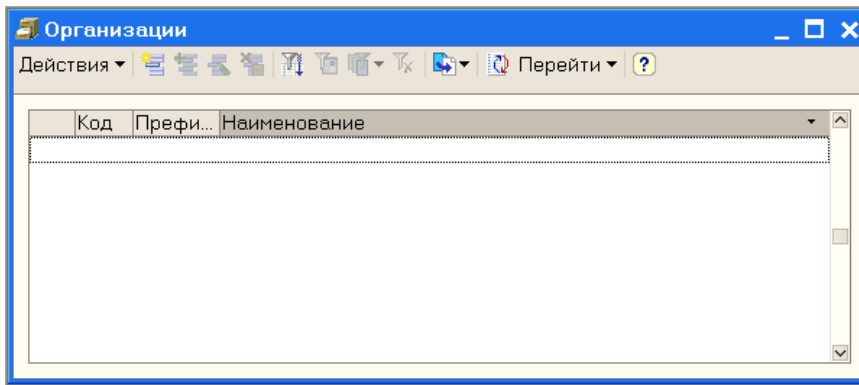 Организации
Действия Перейти ?
Код Префи... Наименование